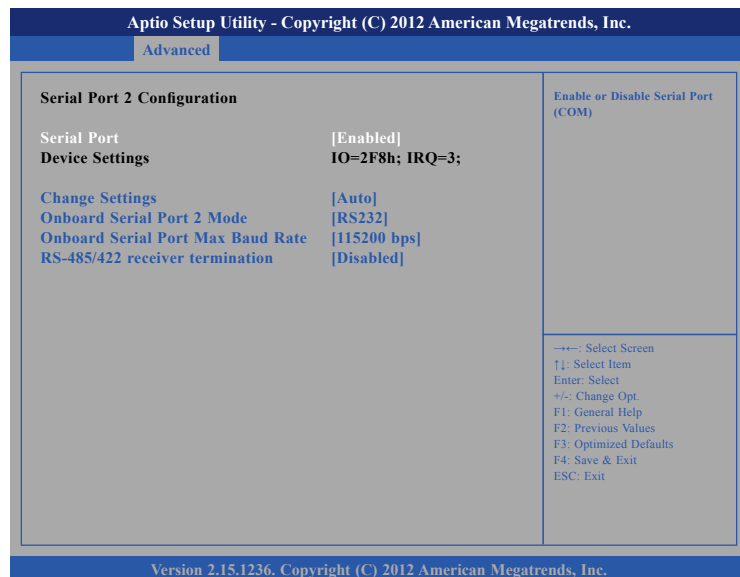 Aptio Setup Utility - Copyright (C) 2012 American Megatrends, Inc.
Advanced
Serial Port 2 Configuration
Serial Port [Enabled]
Device Settings IO=2F8h; IRQ=3;
Change Settings [Auto]
Onboard Serial Port 2 Mode [RS232]
Onboard Serial Port Max Baud Rate [115200 bps]
RS-485/422 receiver termination [Disabled]
Enable or Disable Serial Port
(COM)
→←: Select Screen
↑↓: Select Item
Enter: Select
+/-: Change Opt.
F1: General Help
F2: Previous Values
F3: Optimized Defaults
F4: Save & Exit
ESC: Exit
Version 2.15.1236. Copyright (C) 2012 American Megatrends, Inc.